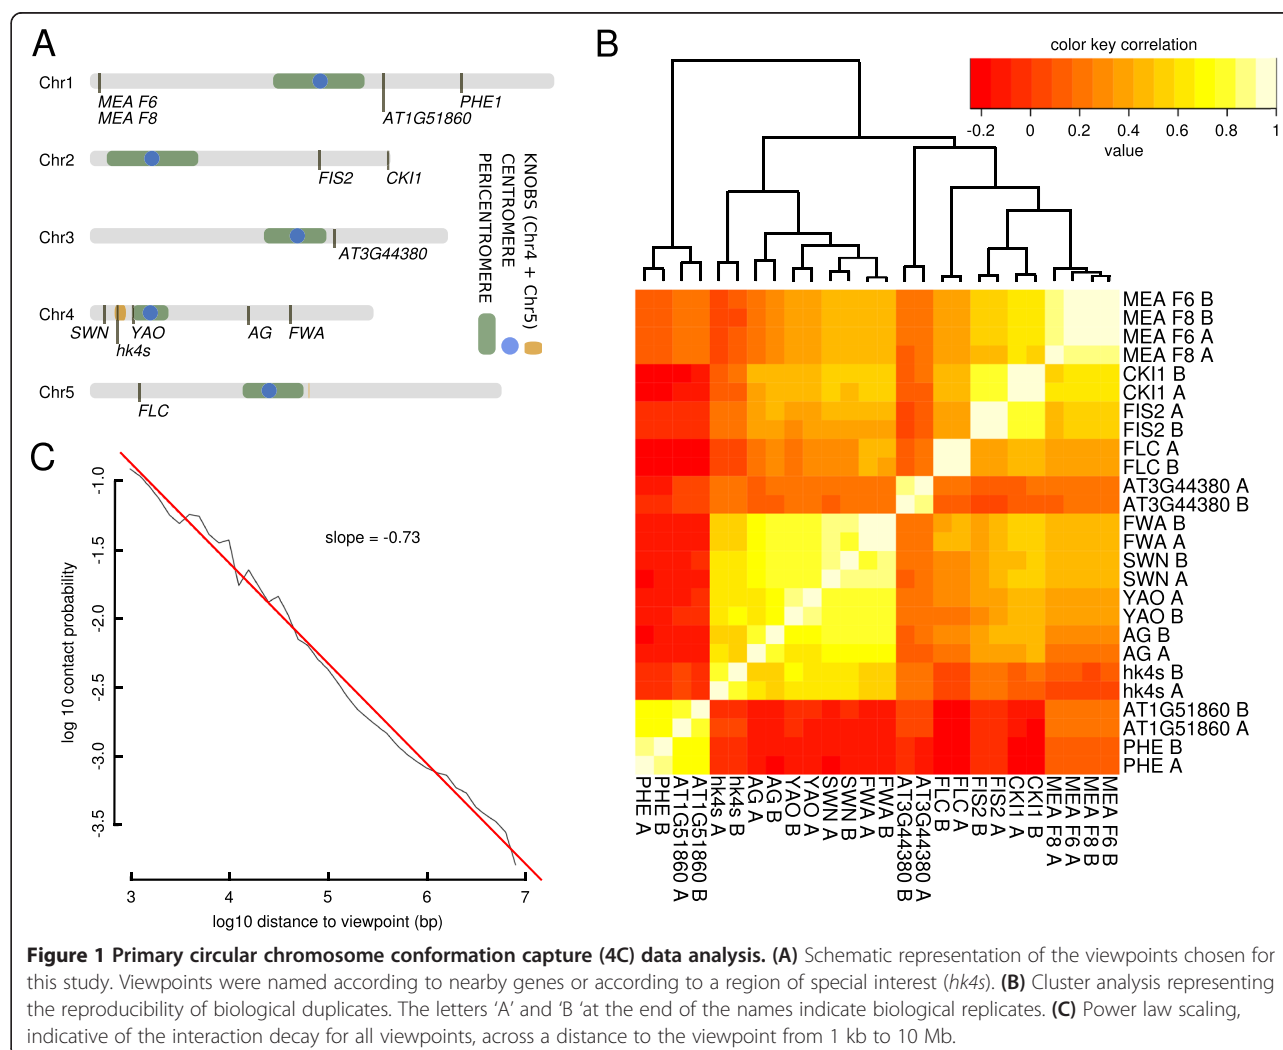 A
Chr1
MEA F6
MEA F8
AT1G51860
PHE1
Chr2
FIS2
CKI1
Chr3
AT3G44380
Chr4
SWN
hk4s
YAO
AG
FWA
Chr5
FLC
PERICENTROMERE
CENTROMERE
KNOBS (Chr4 + Chr5)
B
color key correlation
-0.2 0 0.2 0.4 0.6 0.8 1
value
MEA F6 B
MEA F8 B
MEA F6 A
MEA F8 A
CKI1 B
CKI1 A
FIS2 A
FIS2 B
FLC A
FLC B
AT3G44380 A
AT3G44380 B
FWA B
FWA A
SWN B
SWN A
YAO A
YAO B
AG B
AG A
hk4s B
hk4s A
AT1G51860 B
AT1G51860 A
PHE B
PHE A
PHE A
PHE B
AT1G51860 A
AT1G51860 B
hk4s A
hk4s B
AG A
AG B
YAO B
YAO A
SWN A
SWN B
FWA A
FWA B
AT3G44380 B
AT3G44380 A
FLC B
FLC A
FIS2 B
FIS2 A
CKI1 A
CKI1 B
MEA F8 A
MEA F6 A
MEA F8 B
MEA F6 B
C
log 10 contact probability
-1.0
-1.5
-2.0
-2.5
-3.0
-3.5
slope = -0.73
3 4 5 6 7
log10 distance to viewpoint (bp)
Figure 1 Primary circular chromosome conformation capture (4C) data analysis. (A) Schematic representation of the viewpoints chosen for
this study. Viewpoints were named according to nearby genes or according to a region of special interest (hk4s). (B) Cluster analysis representing
the reproducibility of biological duplicates. The letters ‘A’ and ‘B ‘at the end of the names indicate biological replicates. (C) Power law scaling,
indicative of the interaction decay for all viewpoints, across a distance to the viewpoint from 1 kb to 10 Mb.